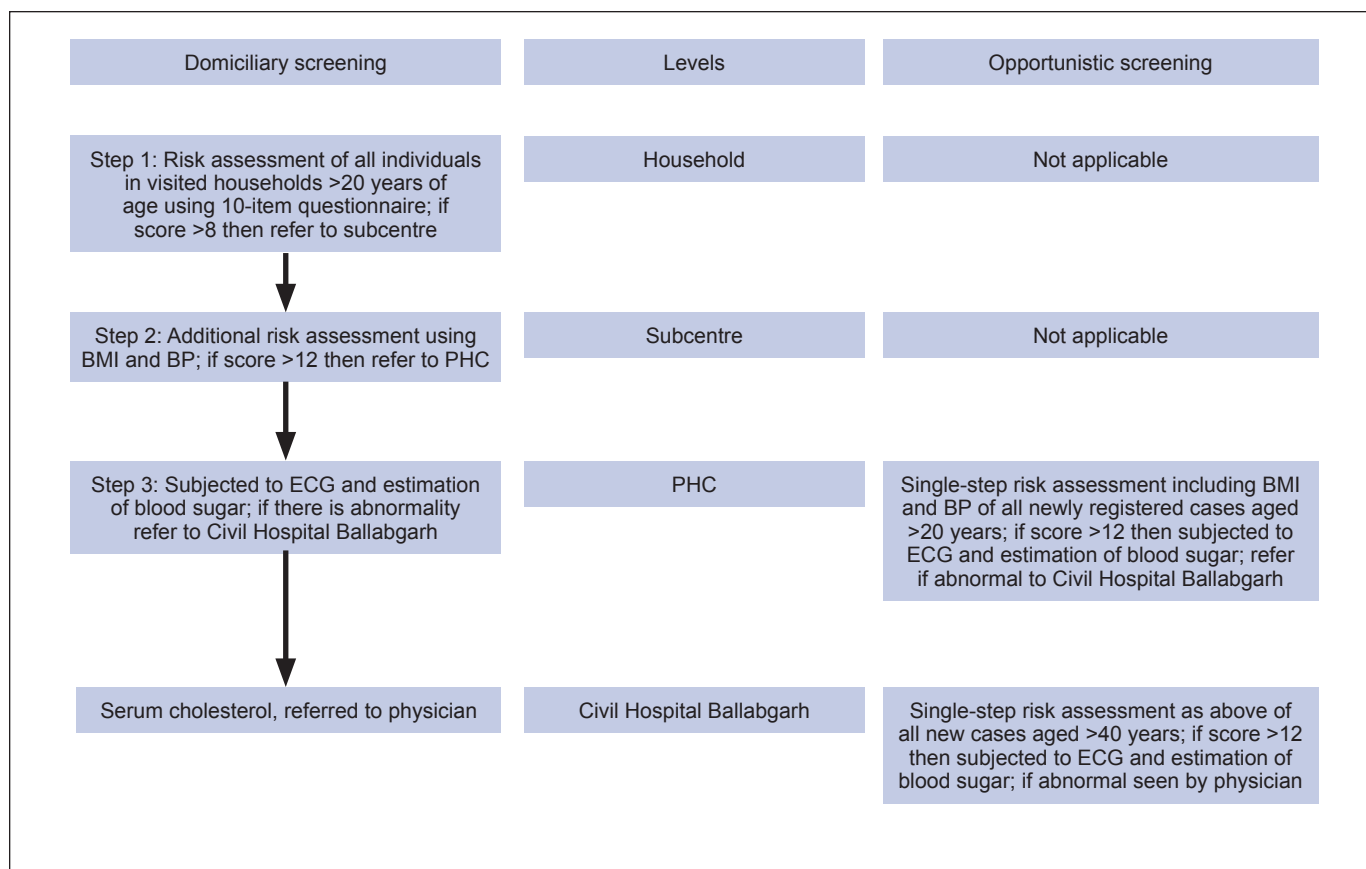 Domiciliary screening
Levels
Opportunistic screening
Step 1: Risk assessment of all individuals
in visited households >20 years of
age using 10-item questionnaire; if
score >8 then refer to subcentre
Household
Not applicable
Step 2: Additional risk assessment using
BMI and BP; if score >12 then refer to PHC
Subcentre
Not applicable
Step 3: Subjected to ECG and estimation
of blood sugar; if there is abnormality
refer to Civil Hospital Ballabgarh
PHC
Single-step risk assessment including BMI
and BP of all newly registered cases aged
>20 years; if score >12 then subjected to
ECG and estimation of blood sugar; refer
if abnormal to Civil Hospital Ballabgarh
Serum cholesterol, referred to physician
Civil Hospital Ballabgarh
Single-step risk assessment as above of
all new cases aged >40 years; if score >12
then subjected to ECG and estimation of
blood sugar; if abnormal seen by physician